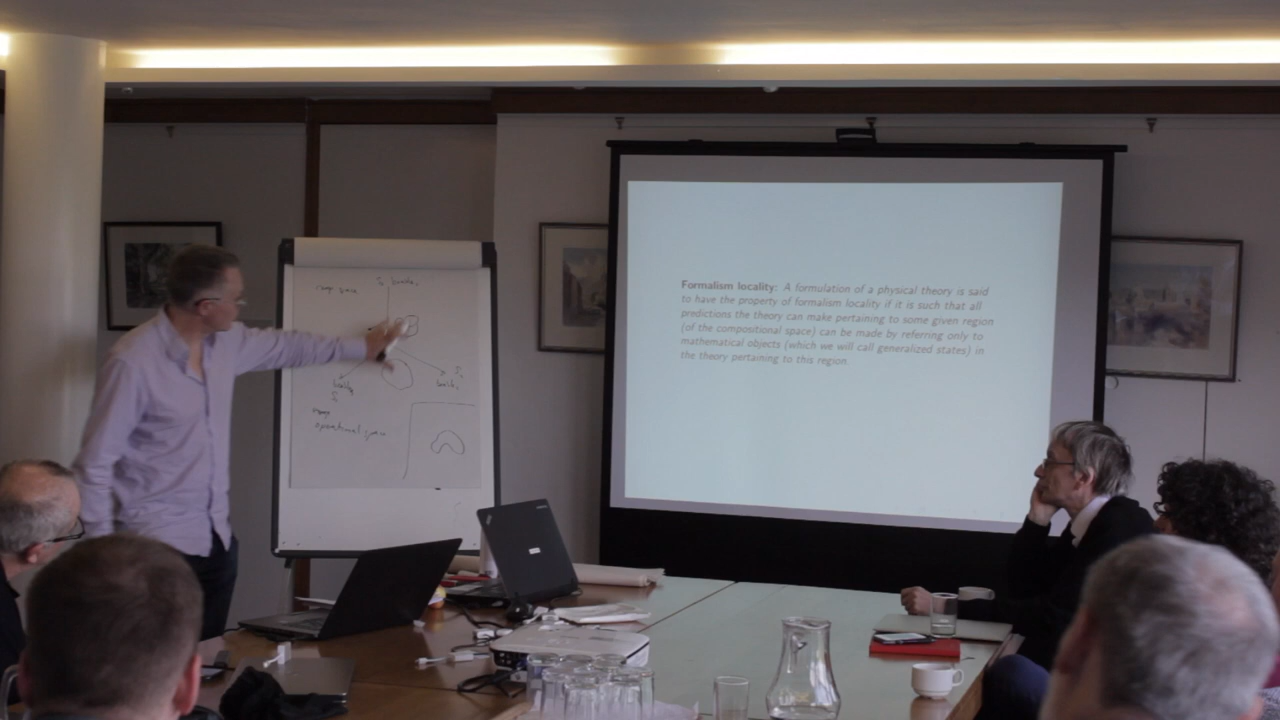 Formalism locality: A formulation of a physical theory is said
to have the property of formalism locality if it is such that all
predictions the theory can make pertaining to some given region
(of the compositional space) can be made by referring only to
mathematical objects (which we will call generalized states) in
the theory pertaining to this region
space
operational space